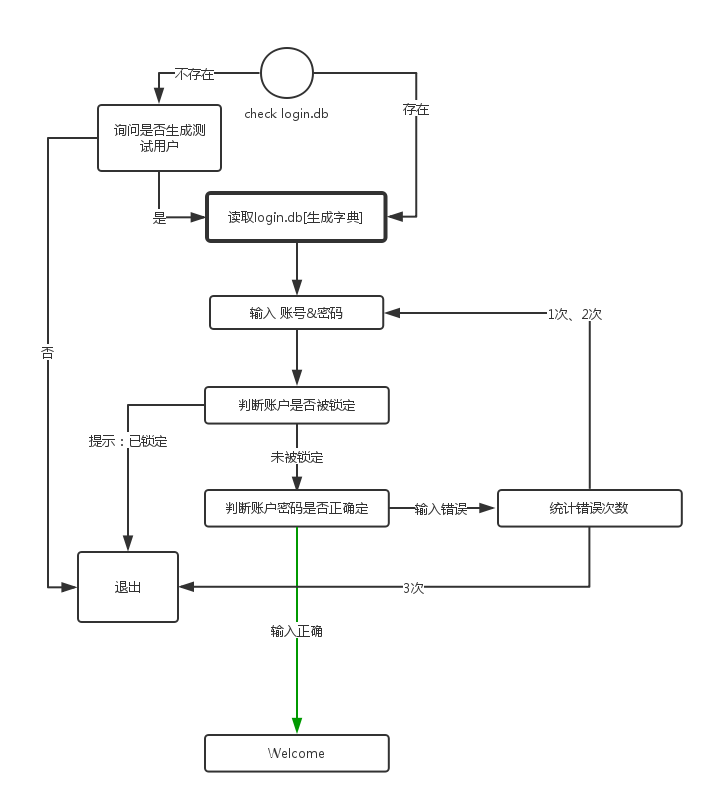 不存在
check login.db
存在
询问是否生成测
试用户
是
读取login.db[生成字典]
输入 账号&密码
1次、2次
否
判断账户是否被锁定
提示：已锁定
未被锁定
判断账户密码是否正确定
输入错误
统计错误次数
退出
3次
输入正确
Welcome